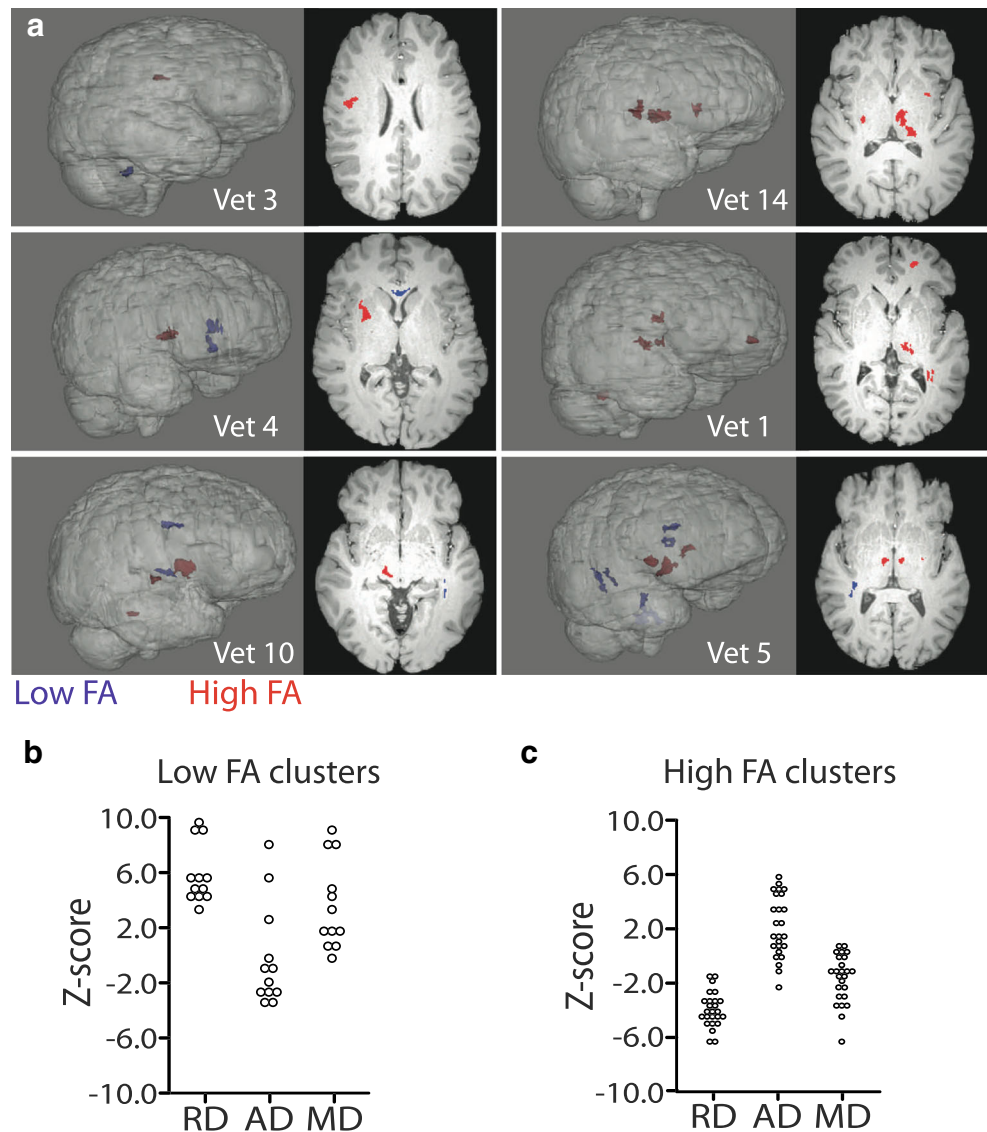 a
Vet 3
Vet 14
Vet 4
Vet 1
Vet 10
Vet 5
Low FA High FA
b
Low FA clusters
10.0
6.0
2.0
-2.0
-6.0
-10.0
Z-score
RD AD MD
c
High FA clusters
10.0
6.0
2.0
-2.0
-6.0
-10.0
Z-score
RD AD MD